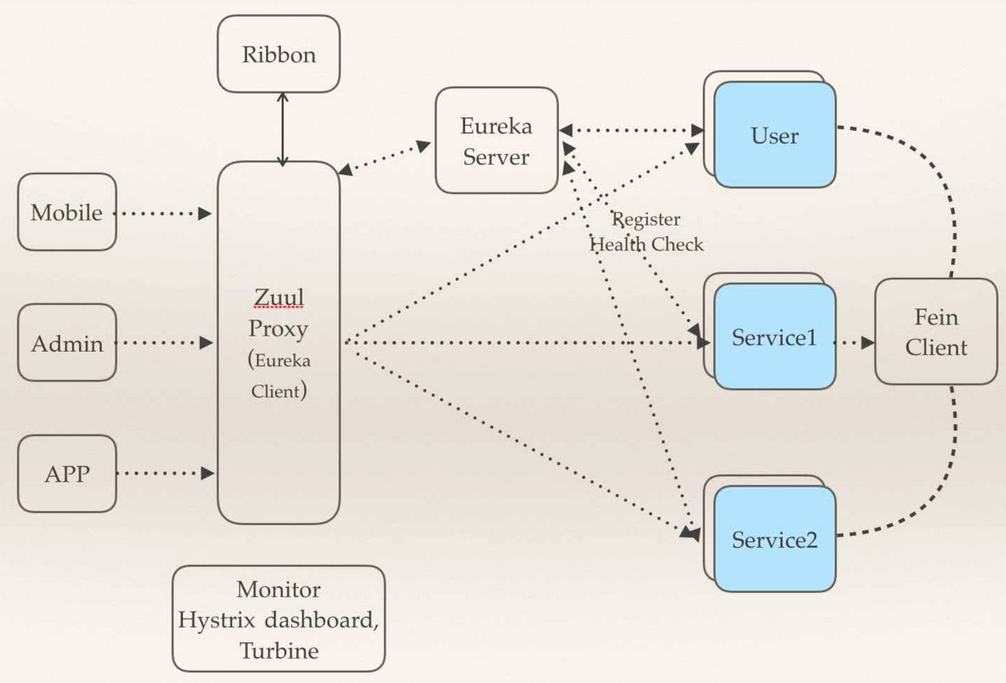 Ribbon
Eureka
Server
User
Mobile
Register
Health Check
Zuul
Proxy
(Eureka
Client)
Admin
Service1
Fein
Client
APP
Service2
Monitor
Hystrix dashboard,
Turbine